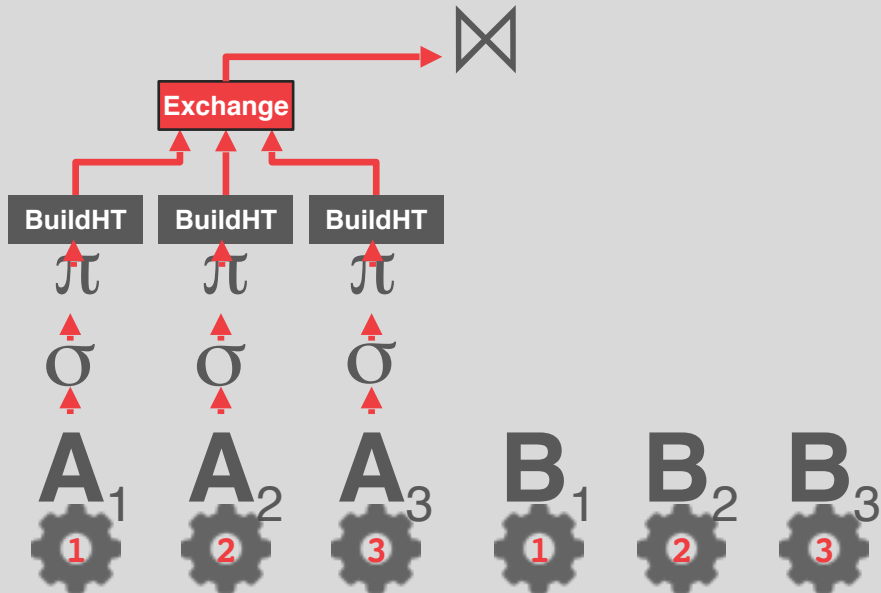 ⋈
Exchange
BuildHT BuildHT BuildHT
π π π
σ σ σ
A1 A2 A3 B1 B2 B3
1 2 3 1 2 3